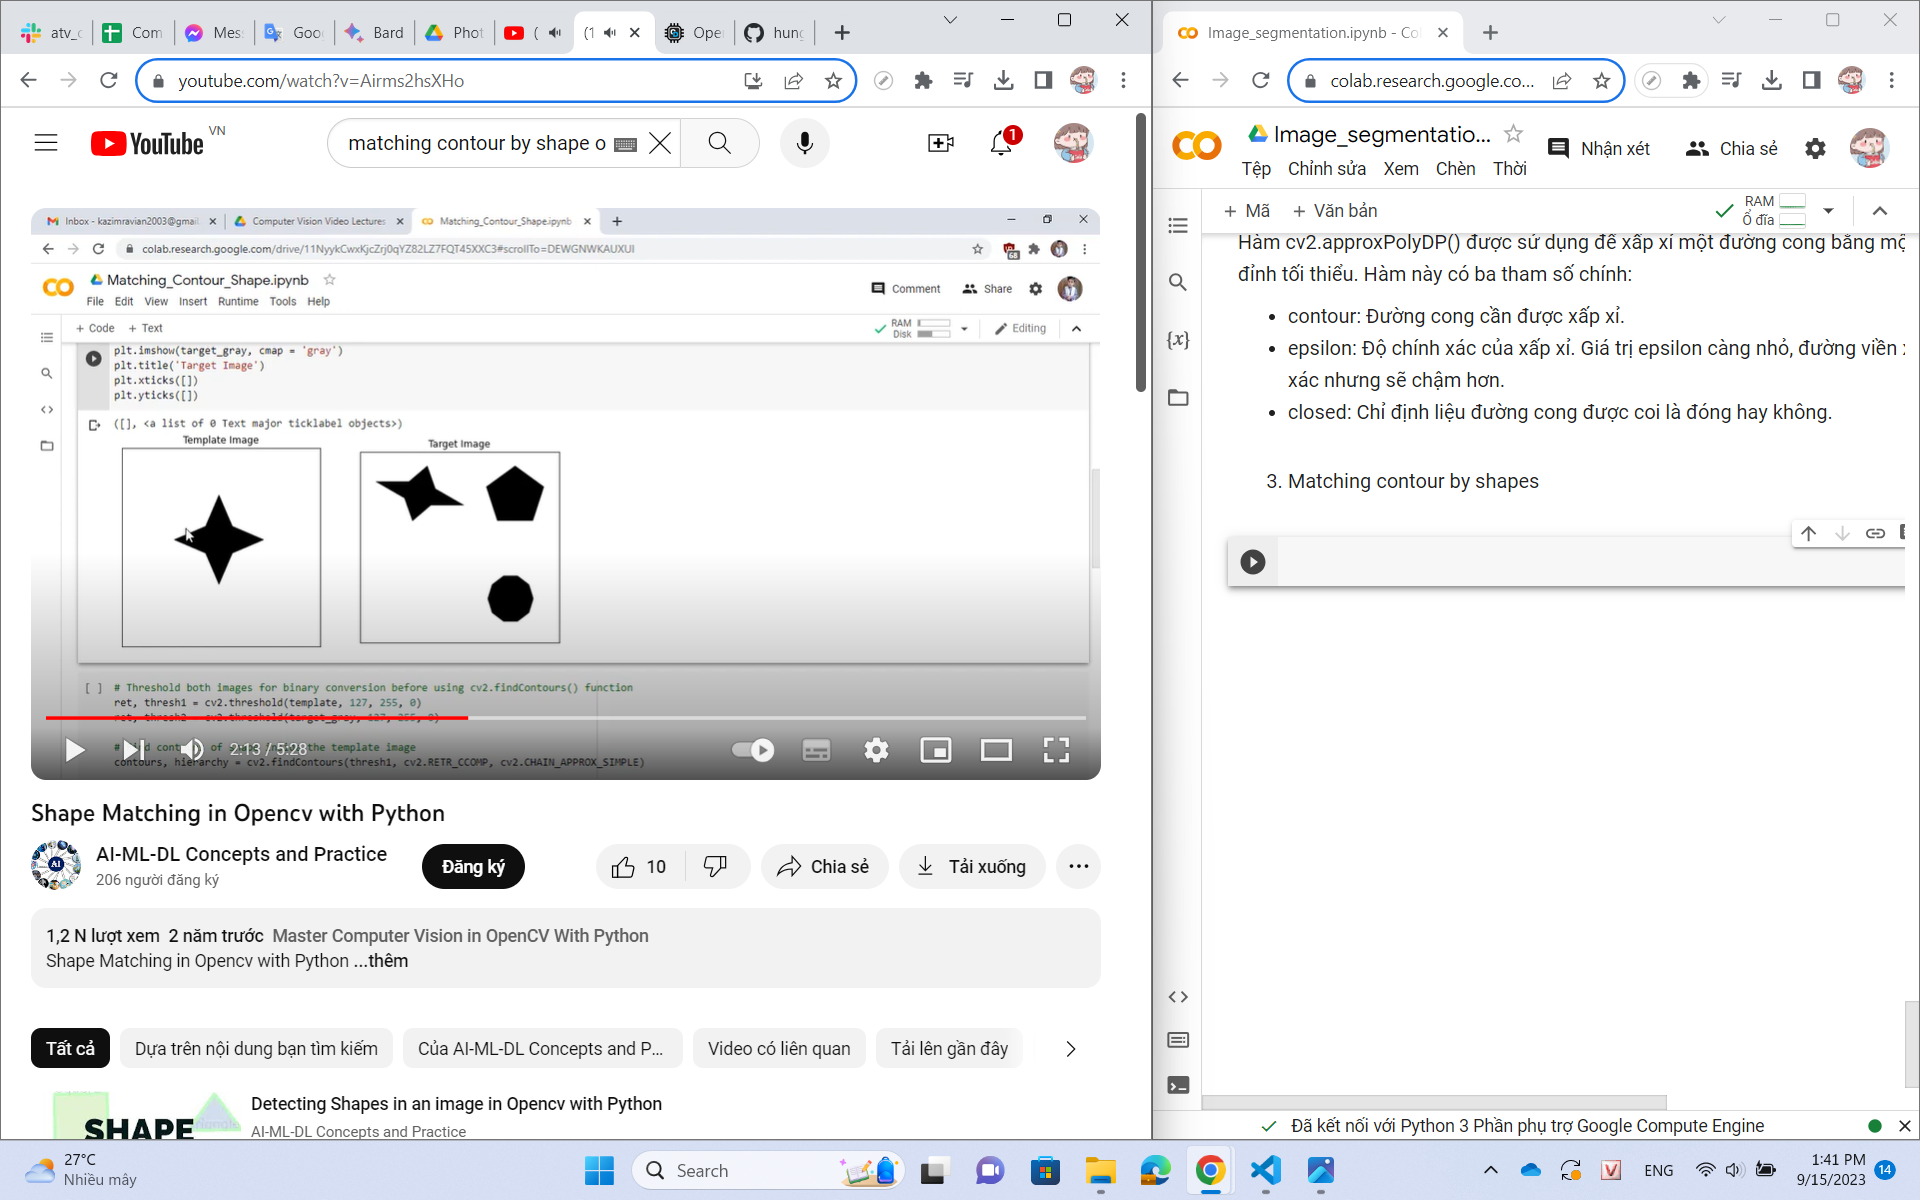 atv_c
Com
Mes
Goo
Bard
Phot
(
(1
Ope
hung
youtube.com/watch?v=Airms2hsXHo
YouTube VN
matching contour by shape o
1
Inbox - kazimravian2003@gmail
Computer Vision Video Lectures
Matching_Contour_Shape.ipynb
colab.research.google.com/drive/11NyykCwxKjcZrj0qYZ82LZ7FQT45XXC3#scrollTo=DEWGNWKAUXUI
68
Matching_Contour_Shape.ipynb
File Edit View Insert Runtime Tools Help
Comment
Share
+ Code + Text
RAM
Disk
Editing
plt.imshow(target_gray, cmap = 'gray')
plt.title('Target Image')
plt.xticks([])
plt.yticks([])
([], <a list of 0 Text major ticklabel objects>)
Template Image
Target Image
[ ] # Threshold both images for binary conversion before using cv2.findContours() function
ret, thresh1 = cv2.threshold(template, 127, 255, 0)
ret, thresh2 = cv2.threshold(target_gray, 127, 255, 0)
# Find contour of shape inside the template image
contours, hierarchy = cv2.findContours(thresh1, cv2.RETR_CCOMP, cv2.CHAIN_APPROX_SIMPLE)
2:13 / 5:28
Shape Matching in Opencv with Python
AI
AI-ML-DL Concepts and Practice
206 người đăng ký
Đăng ký
10
Chia sẻ
Tải xuống
1,2 N lượt xem 2 năm trước Master Computer Vision in OpenCV With Python
Shape Matching in Opencv with Python ...thêm
Tất cả
Dựa trên nội dung bạn tìm kiếm
Của AI-ML-DL Concepts and P...
Video có liên quan
Tải lên gần đây
SHAPE
Detecting Shapes in an image in Opencv with Python
AI-ML-DL Concepts and Practice
Image_segmentation.ipynb - Co
colab.research.google.co...
Image_segmentatio...
Nhận xét
Chia sẻ
Tệp Chỉnh sửa Xem Chèn Thời
+ Mã + Văn bản
RAM
Ổ đĩa
{x}
Hàm cv2.approxPolyDP() được sử dụng để xấp xỉ một đường cong bằng mộ
đỉnh tối thiểu. Hàm này có ba tham số chính:
• contour: Đường cong cần được xấp xỉ.
• epsilon: Độ chính xác của xấp xỉ. Giá trị epsilon càng nhỏ, đường viền x
xác nhưng sẽ chậm hơn.
• closed: Chỉ định liệu đường cong được coi là đóng hay không.
3. Matching contour by shapes
Đã kết nối với Python 3 Phần phụ trợ Google Compute Engine
27°C
Nhiều mây
Search
V
ENG
1:41 PM
9/15/2023
14